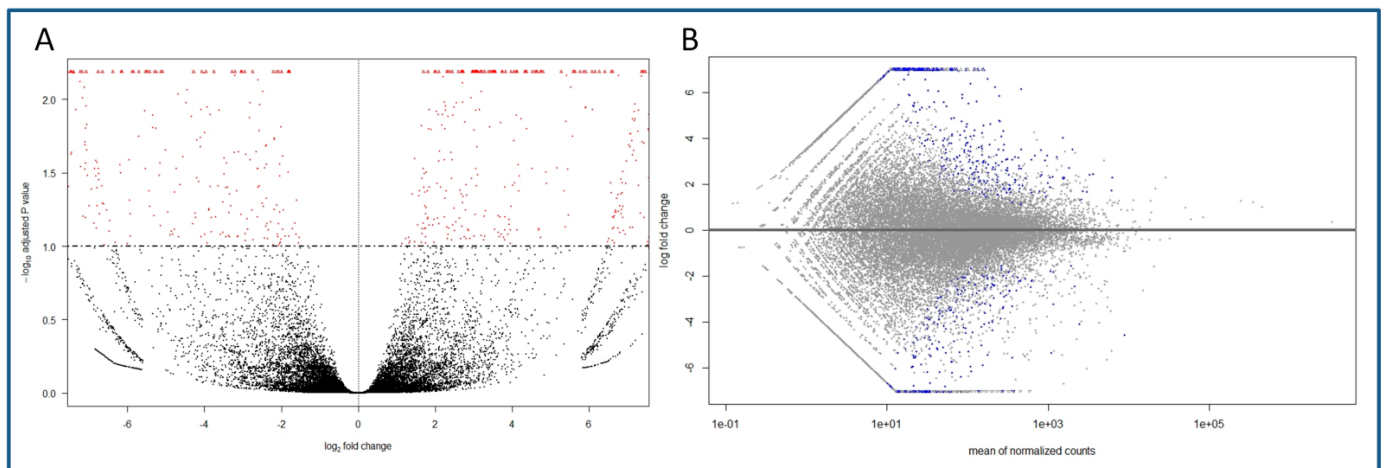 A
B
2.0
1.5
1.0
0.5
0.0
− log10 adjusted P value
-6 -4 -2 0 2 4 6
log2 fold change
6
4
2
0
-2
-4
-6
log fold change
1e-01 1e+01 1e+03 1e+05
mean of normalized counts